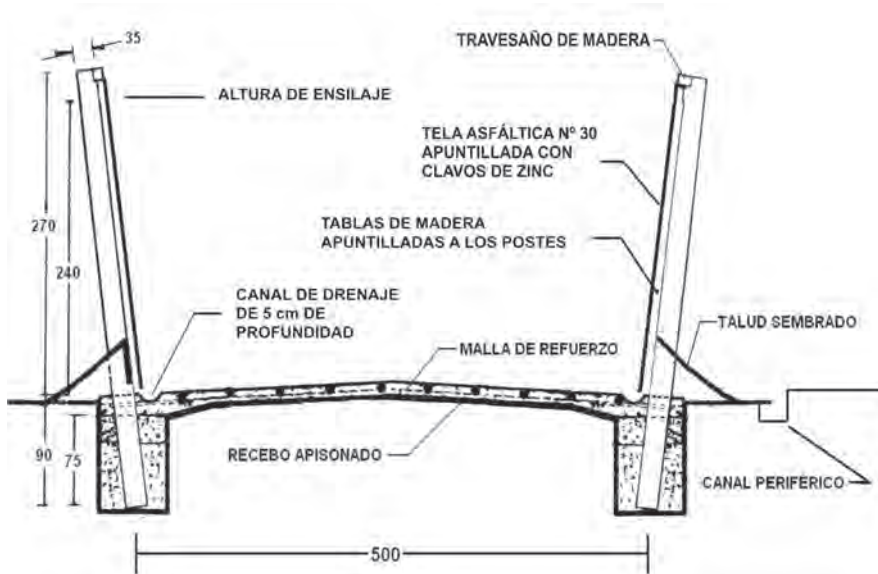 35
TRAVESAÑO DE MADERA
ALTURA DE ENSILAJE
TELA ASFÁLTICA Nº 30
APUNTILLADA CON
CLAVOS DE ZINC
270
240
TABLAS DE MADERA
APUNTILLADAS A LOS POSTES
CANAL DE DRENAJE
DE 5 cm DE
PROFUNDIDAD
TALUD SEMBRADO
MALLA DE REFUERZO
90
75
RECEBO APISONADO
CANAL PERIFÉRICO
500